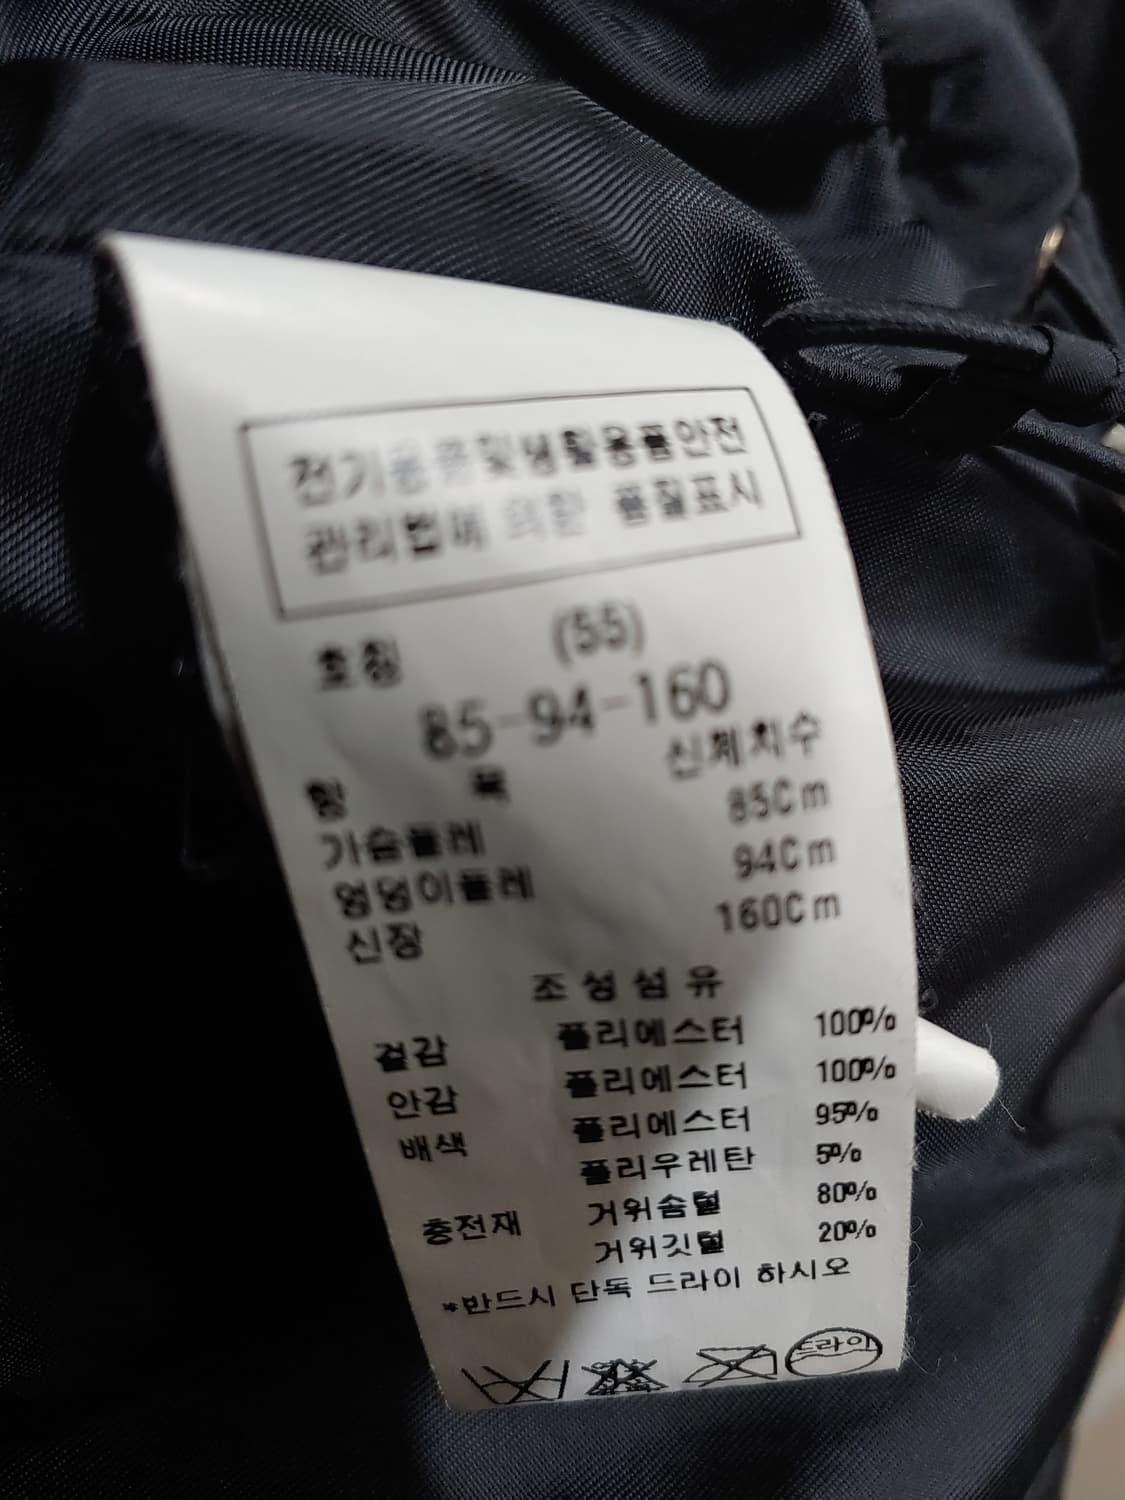 전기용품및생활용품안전
관리법에 의한 품질표시
호칭 (55)
85-94-160
항 목 신체치수
가슴둘레 85Cm
엉덩이둘레 94Cm
신장 160Cm
조성섬유
겉감 폴리에스터 100%
안감 폴리에스터 100%
배색 폴리에스터 95%
폴리우레탄 5%
충전재 거위솜털 80%
거위깃털 20%
*반드시 단독 드라이 하시오
드라이